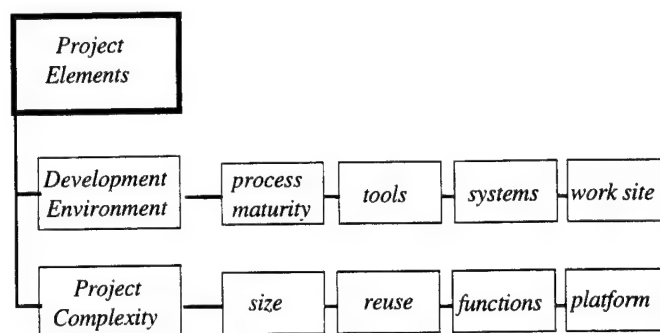 Project
Elements
Development
Environment
process
maturity
tools
systems
work site
Project
Complexity
size
reuse
functions
platform